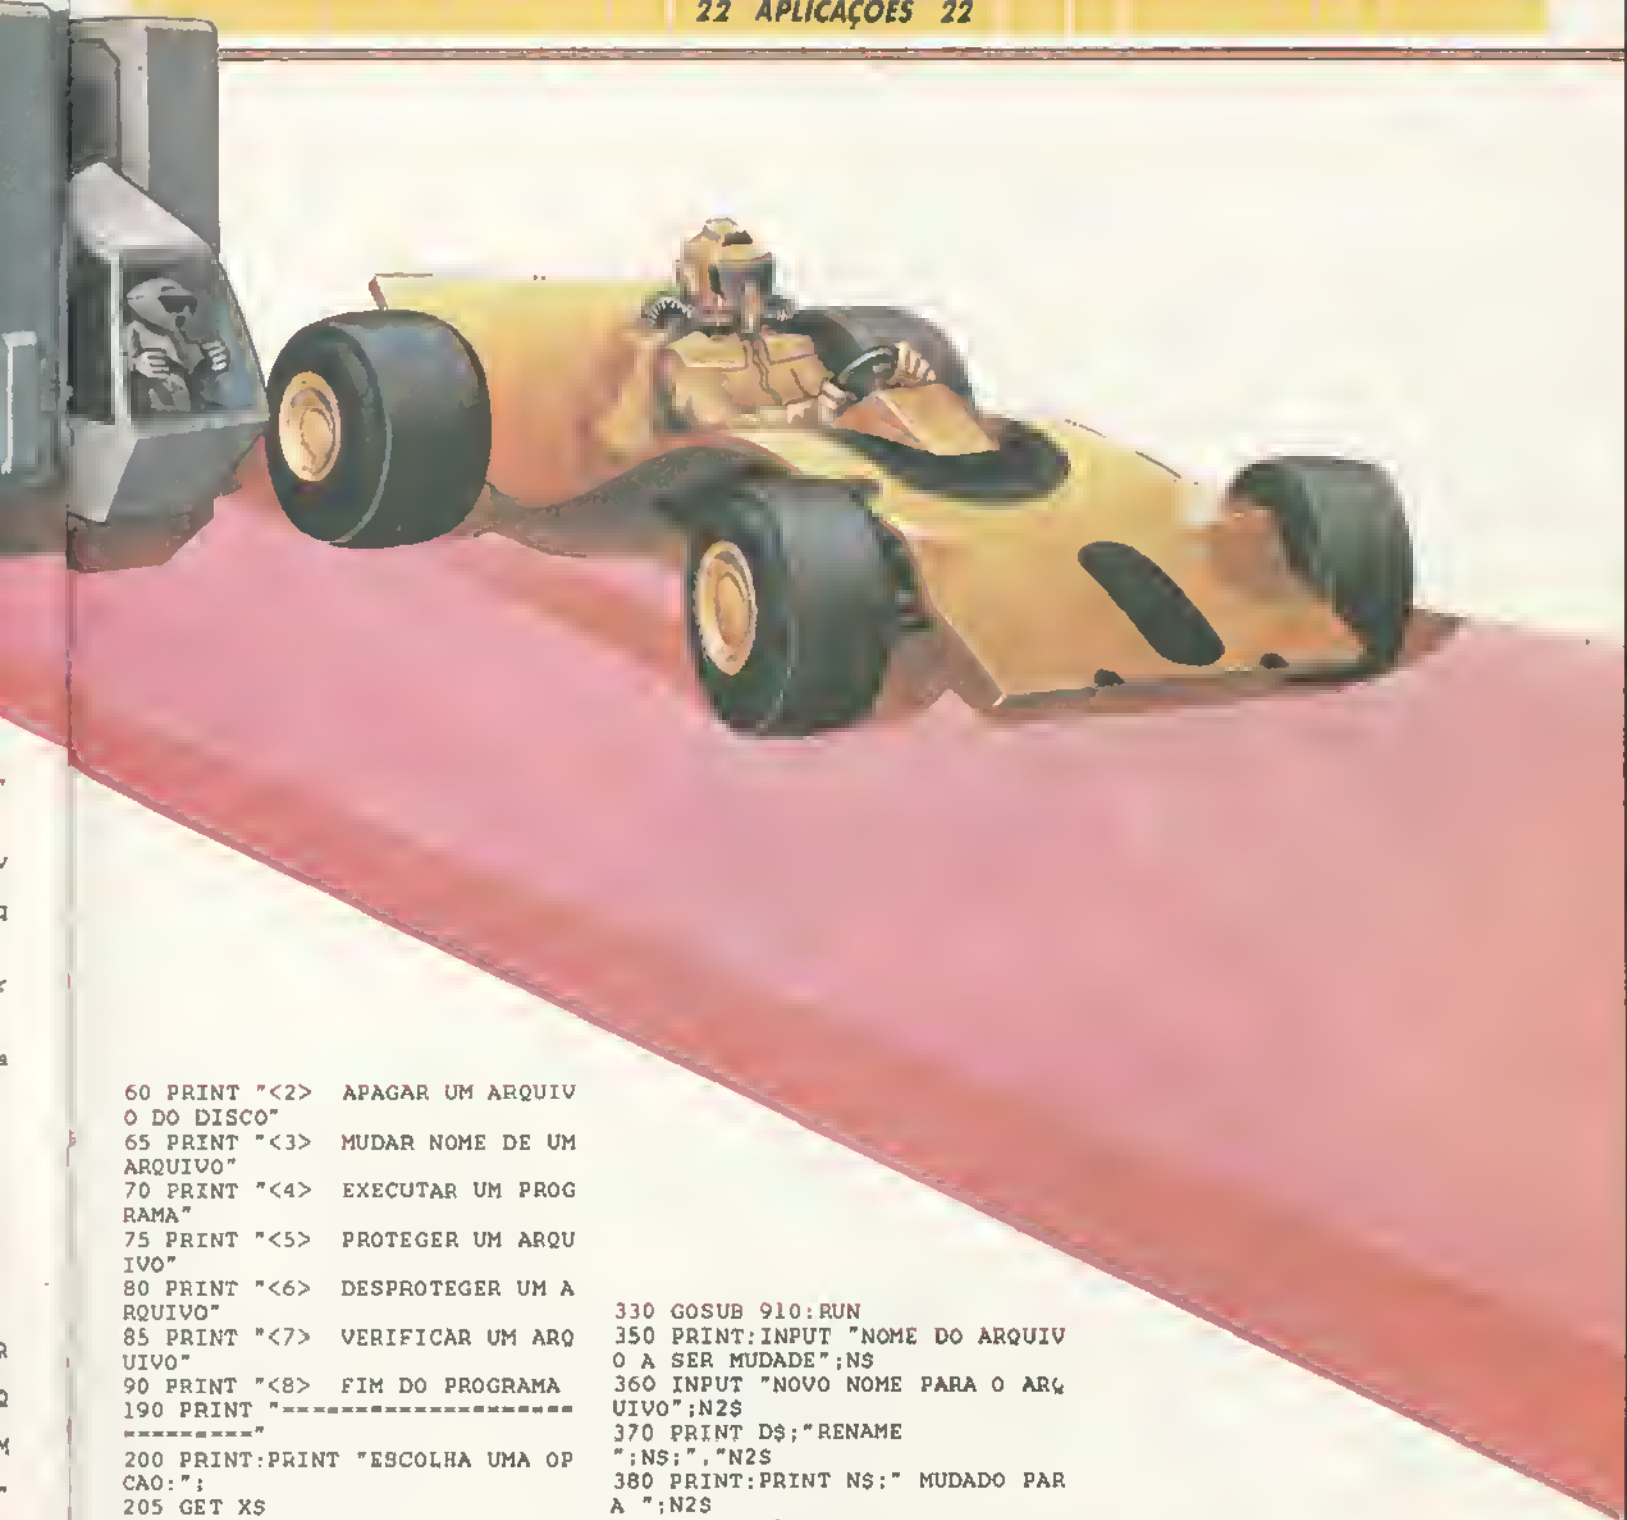 22 APLICAÇÕES 22
60 PRINT "<2>  APAGAR UM ARQUIV
O DO DISCO"
65 PRINT "<3>  MUDAR NOME DE UM
ARQUIVO"
70 PRINT "<4>  EXECUTAR UM PROG
RAMA"
75 PRINT "<5>  PROTEGER UM ARQU
IVO"
80 PRINT "<6>  DESPROTEGER UM A
RQUIVO"
85 PRINT "<7>  VERIFICAR UM ARQ
UIVO"
90 PRINT "<8>  FIM DO PROGRAMA
190 PRINT "=====================
========="
200 PRINT:PRINT "ESCOLHA UMA OP
CAO:";
205 GET X$
330 GOSUB 910:RUN
350 PRINT:INPUT "NOME DO ARQUIV
O A SER MUDADE";N$
360 INPUT "NOVO NOME PARA O ARQ
UIVO";N2$
370 PRINT D$;"RENAME
";N$;","N2$
380 PRINT:PRINT N$;" MUDADO PAR
A ";N2$